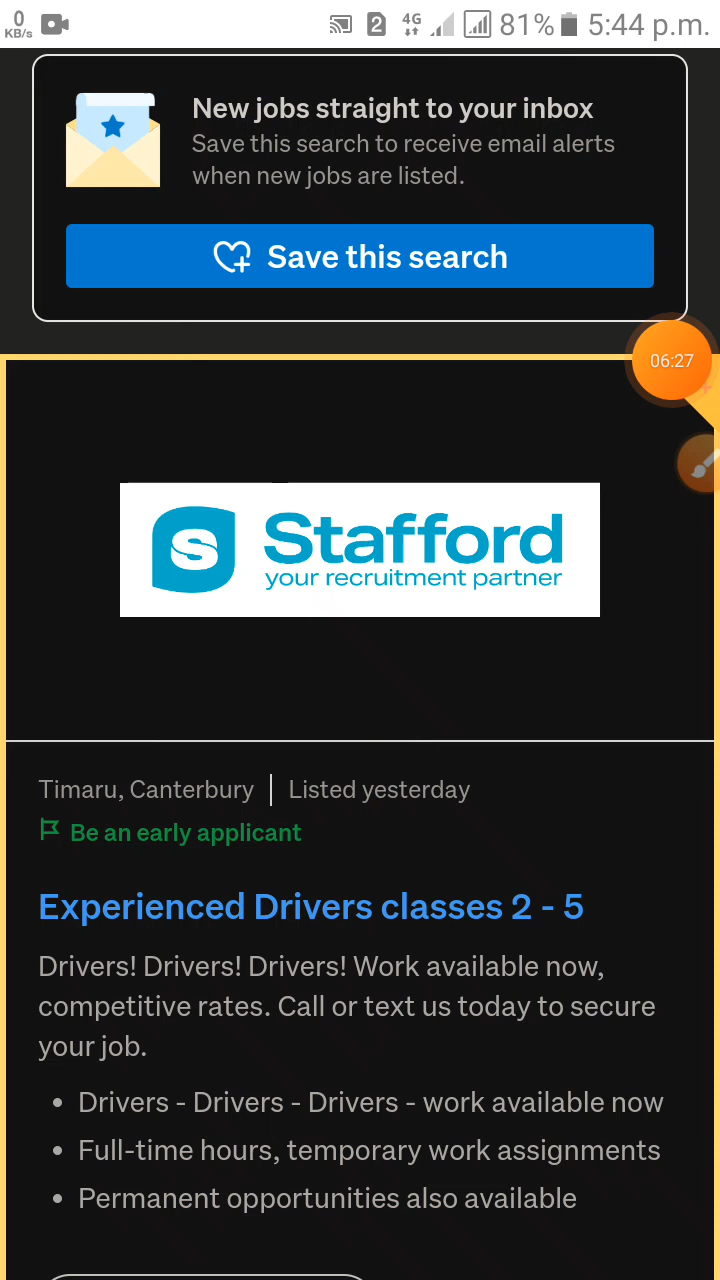 0
KB/s
2
4G
81%
5:44 p.m.
New jobs straight to your inbox
Save this search to receive email alerts
when new jobs are listed.
Save this search
06:27
S
Stafford
your recruitment partner
Timaru, Canterbury | Listed yesterday
Be an early applicant
Experienced Drivers classes 2 - 5
Drivers! Drivers! Drivers! Work available now,
competitive rates. Call or text us today to secure
your job.
• Drivers - Drivers - Drivers - work available now
• Full-time hours, temporary work assignments
• Permanent opportunities also available